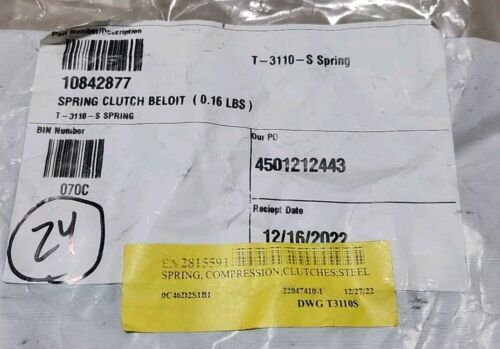 Part Number/Description
T-3110-S Spring
10842877
SPRING CLUTCH BELOIT ( 0.16 LBS )
T-3110-S SPRING
BIN Number
Our PO
070C
4501212443
24
Reciept Date
12/16/2022
EX 2815591
SPRING, COMPRESSION;CLUTCHES;STEEL
0C46D2S1B1
22047410-1
12/27/22
DWG T3110S